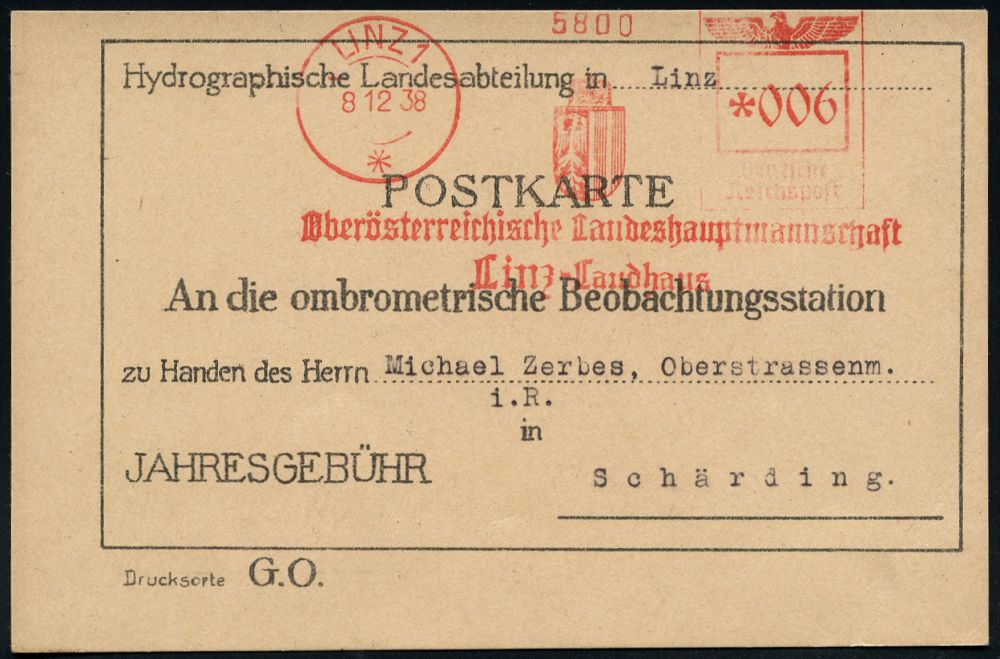 5800
LINZ 1
Hydrographische Landesabteilung in Linz
8 12 38
*006
Deutsche
Reichspost
POSTKARTE
Oberösterreichische Landeshauptmannschaft
Linz-Landhaus
An die ombrometrische Beobachtungsstation
zu Handen des Herrn Michael Zerbes, Oberstrassenm.
i.R.
in
JAHRESGEBÜHR
Schärding.
Drucksorte G.O.